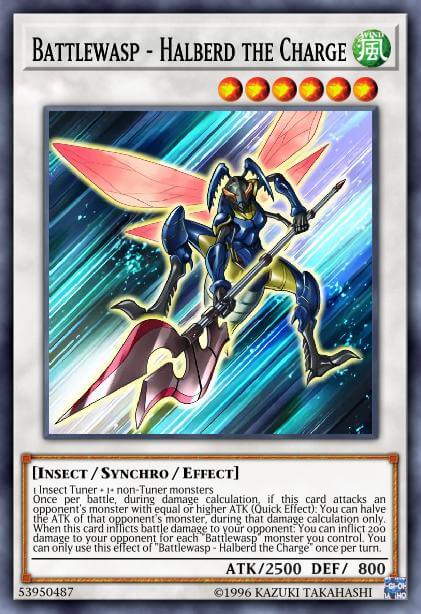 BATTLEWASP - HALBERD THE CHARGE
WIND
風
[INSECT / SYNCHRO / EFFECT]
1 Insect Tuner + 1+ non-Tuner monsters
Once per battle, during damage calculation, if this card attacks an
opponent's monster with equal or higher ATK (Quick Effect): You can halve
the ATK of that opponent's monster, during that damage calculation only.
When this card inflicts battle damage to your opponent: You can inflict 200
damage to your opponent for each "Battlewasp" monster you control. You can
only use this effect of "Battlewasp - Halberd the Charge" once per turn.
ATK/2500 DEF/ 800
53950487 ©1996 KAZUKI TAKAHASHI